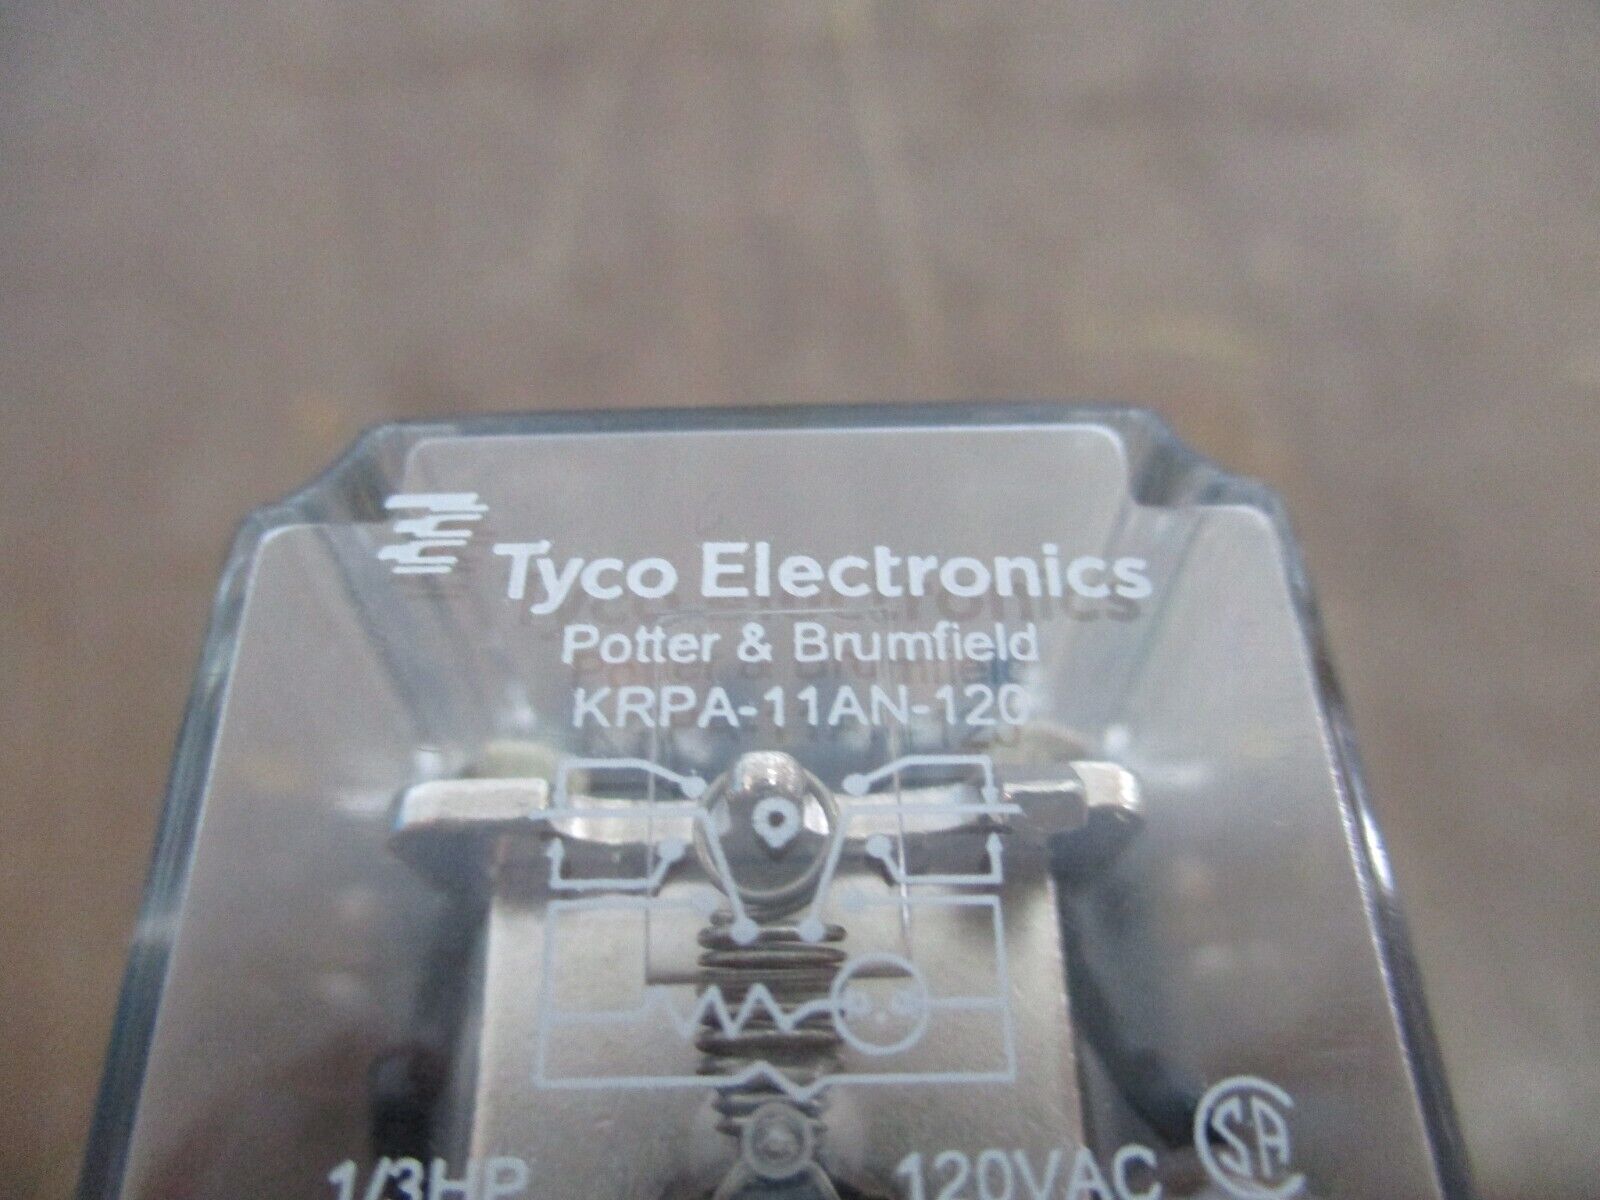 Tyco Electronics
Potter & Brumfield
KRPA-11AN-120
1/3HP 120VAC